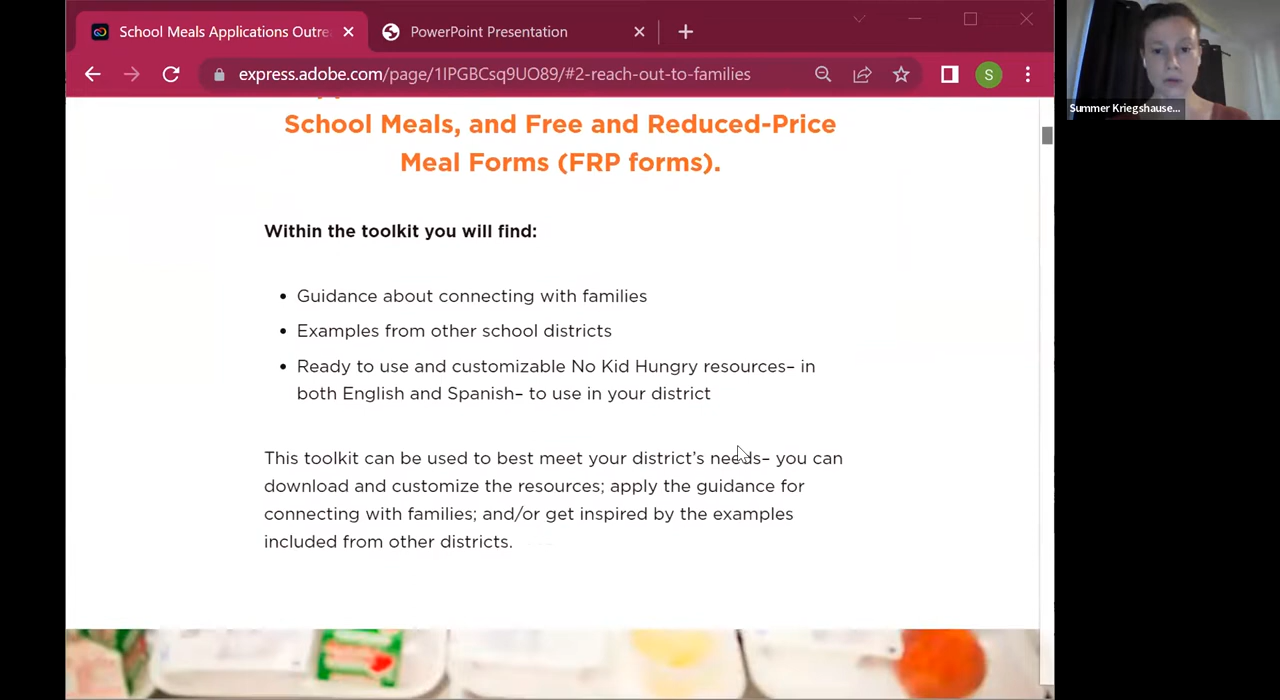 School Meals Applications Outre
PowerPoint Presentation
express.adobe.com/page/1IPGBCsq9UO89/#2-reach-out-to-families
S
Summer Kriegshause...
School Meals, and Free and Reduced-Price
Meal Forms (FRP forms).
Within the toolkit you will find:
• Guidance about connecting with families
• Examples from other school districts
• Ready to use and customizable No Kid Hungry resources– in
both English and Spanish– to use in your district
This toolkit can be used to best meet your district’s needs– you can
download and customize the resources; apply the guidance for
connecting with families; and/or get inspired by the examples
included from other districts.